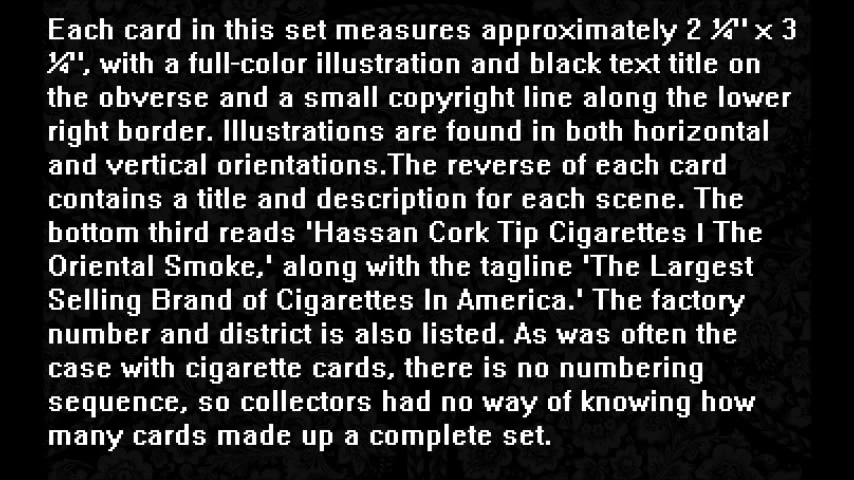 Each card in this set measures approximately 2 ¼" x 3
¼", with a full-color illustration and black text title on
the obverse and a small copyright line along the lower
right border. Illustrations are found in both horizontal
and vertical orientations.The reverse of each card
contains a title and description for each scene. The
bottom third reads 'Hassan Cork Tip Cigarettes | The
Oriental Smoke,' along with the tagline 'The Largest
Selling Brand of Cigarettes In America.' The factory
number and district is also listed. As was often the
case with cigarette cards, there is no numbering
sequence, so collectors had no way of knowing how
many cards made up a complete set.